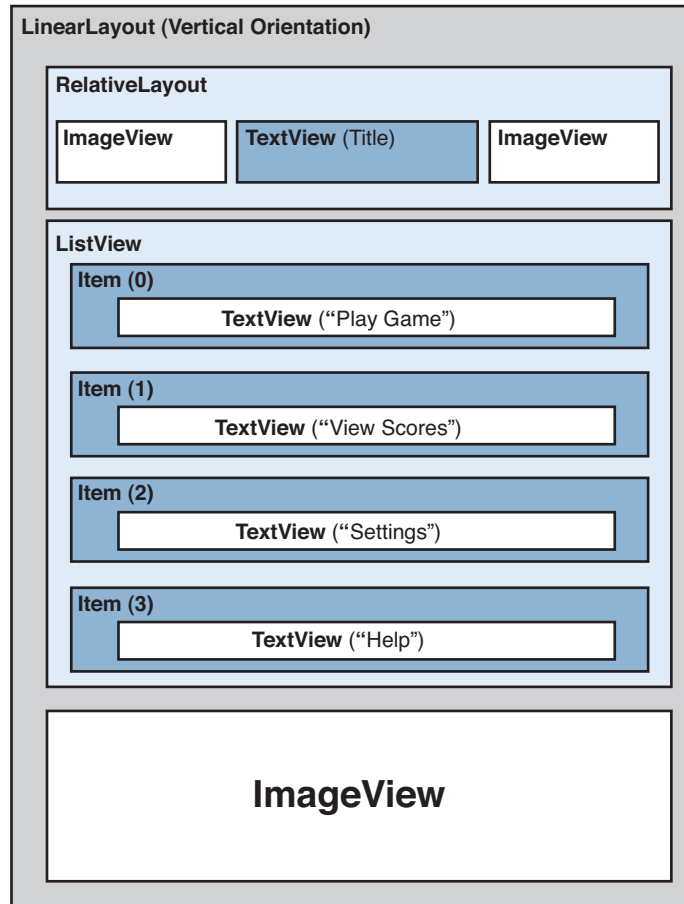 LinearLayout (Vertical Orientation)
RelativeLayout
ImageView
TextView (Title)
ImageView
ListView
Item (0)
TextView (“Play Game”)
Item (1)
TextView (“View Scores”)
Item (2)
TextView (“Settings”)
Item (3)
TextView (“Help”)
ImageView